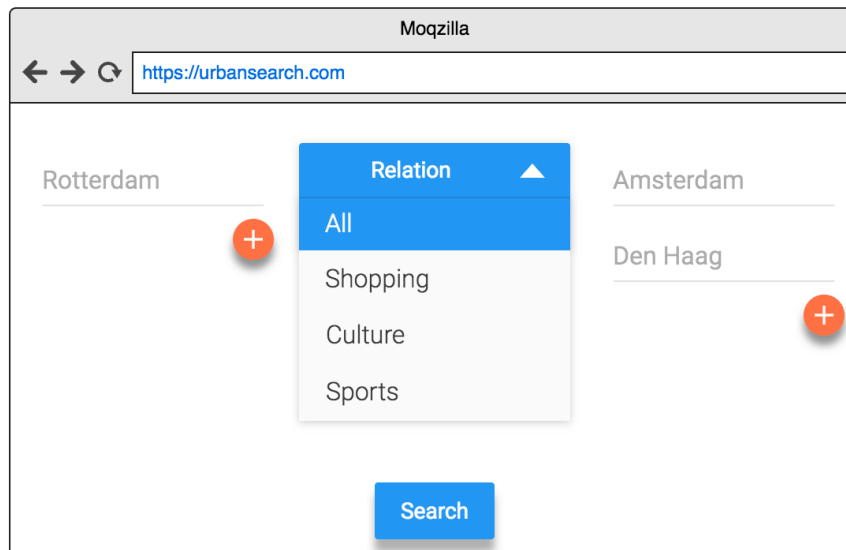 Moqzilla
https://urbansearch.com
Rotterdam
Relation
All
Shopping
Culture
Sports
Amsterdam
Den Haag
Search